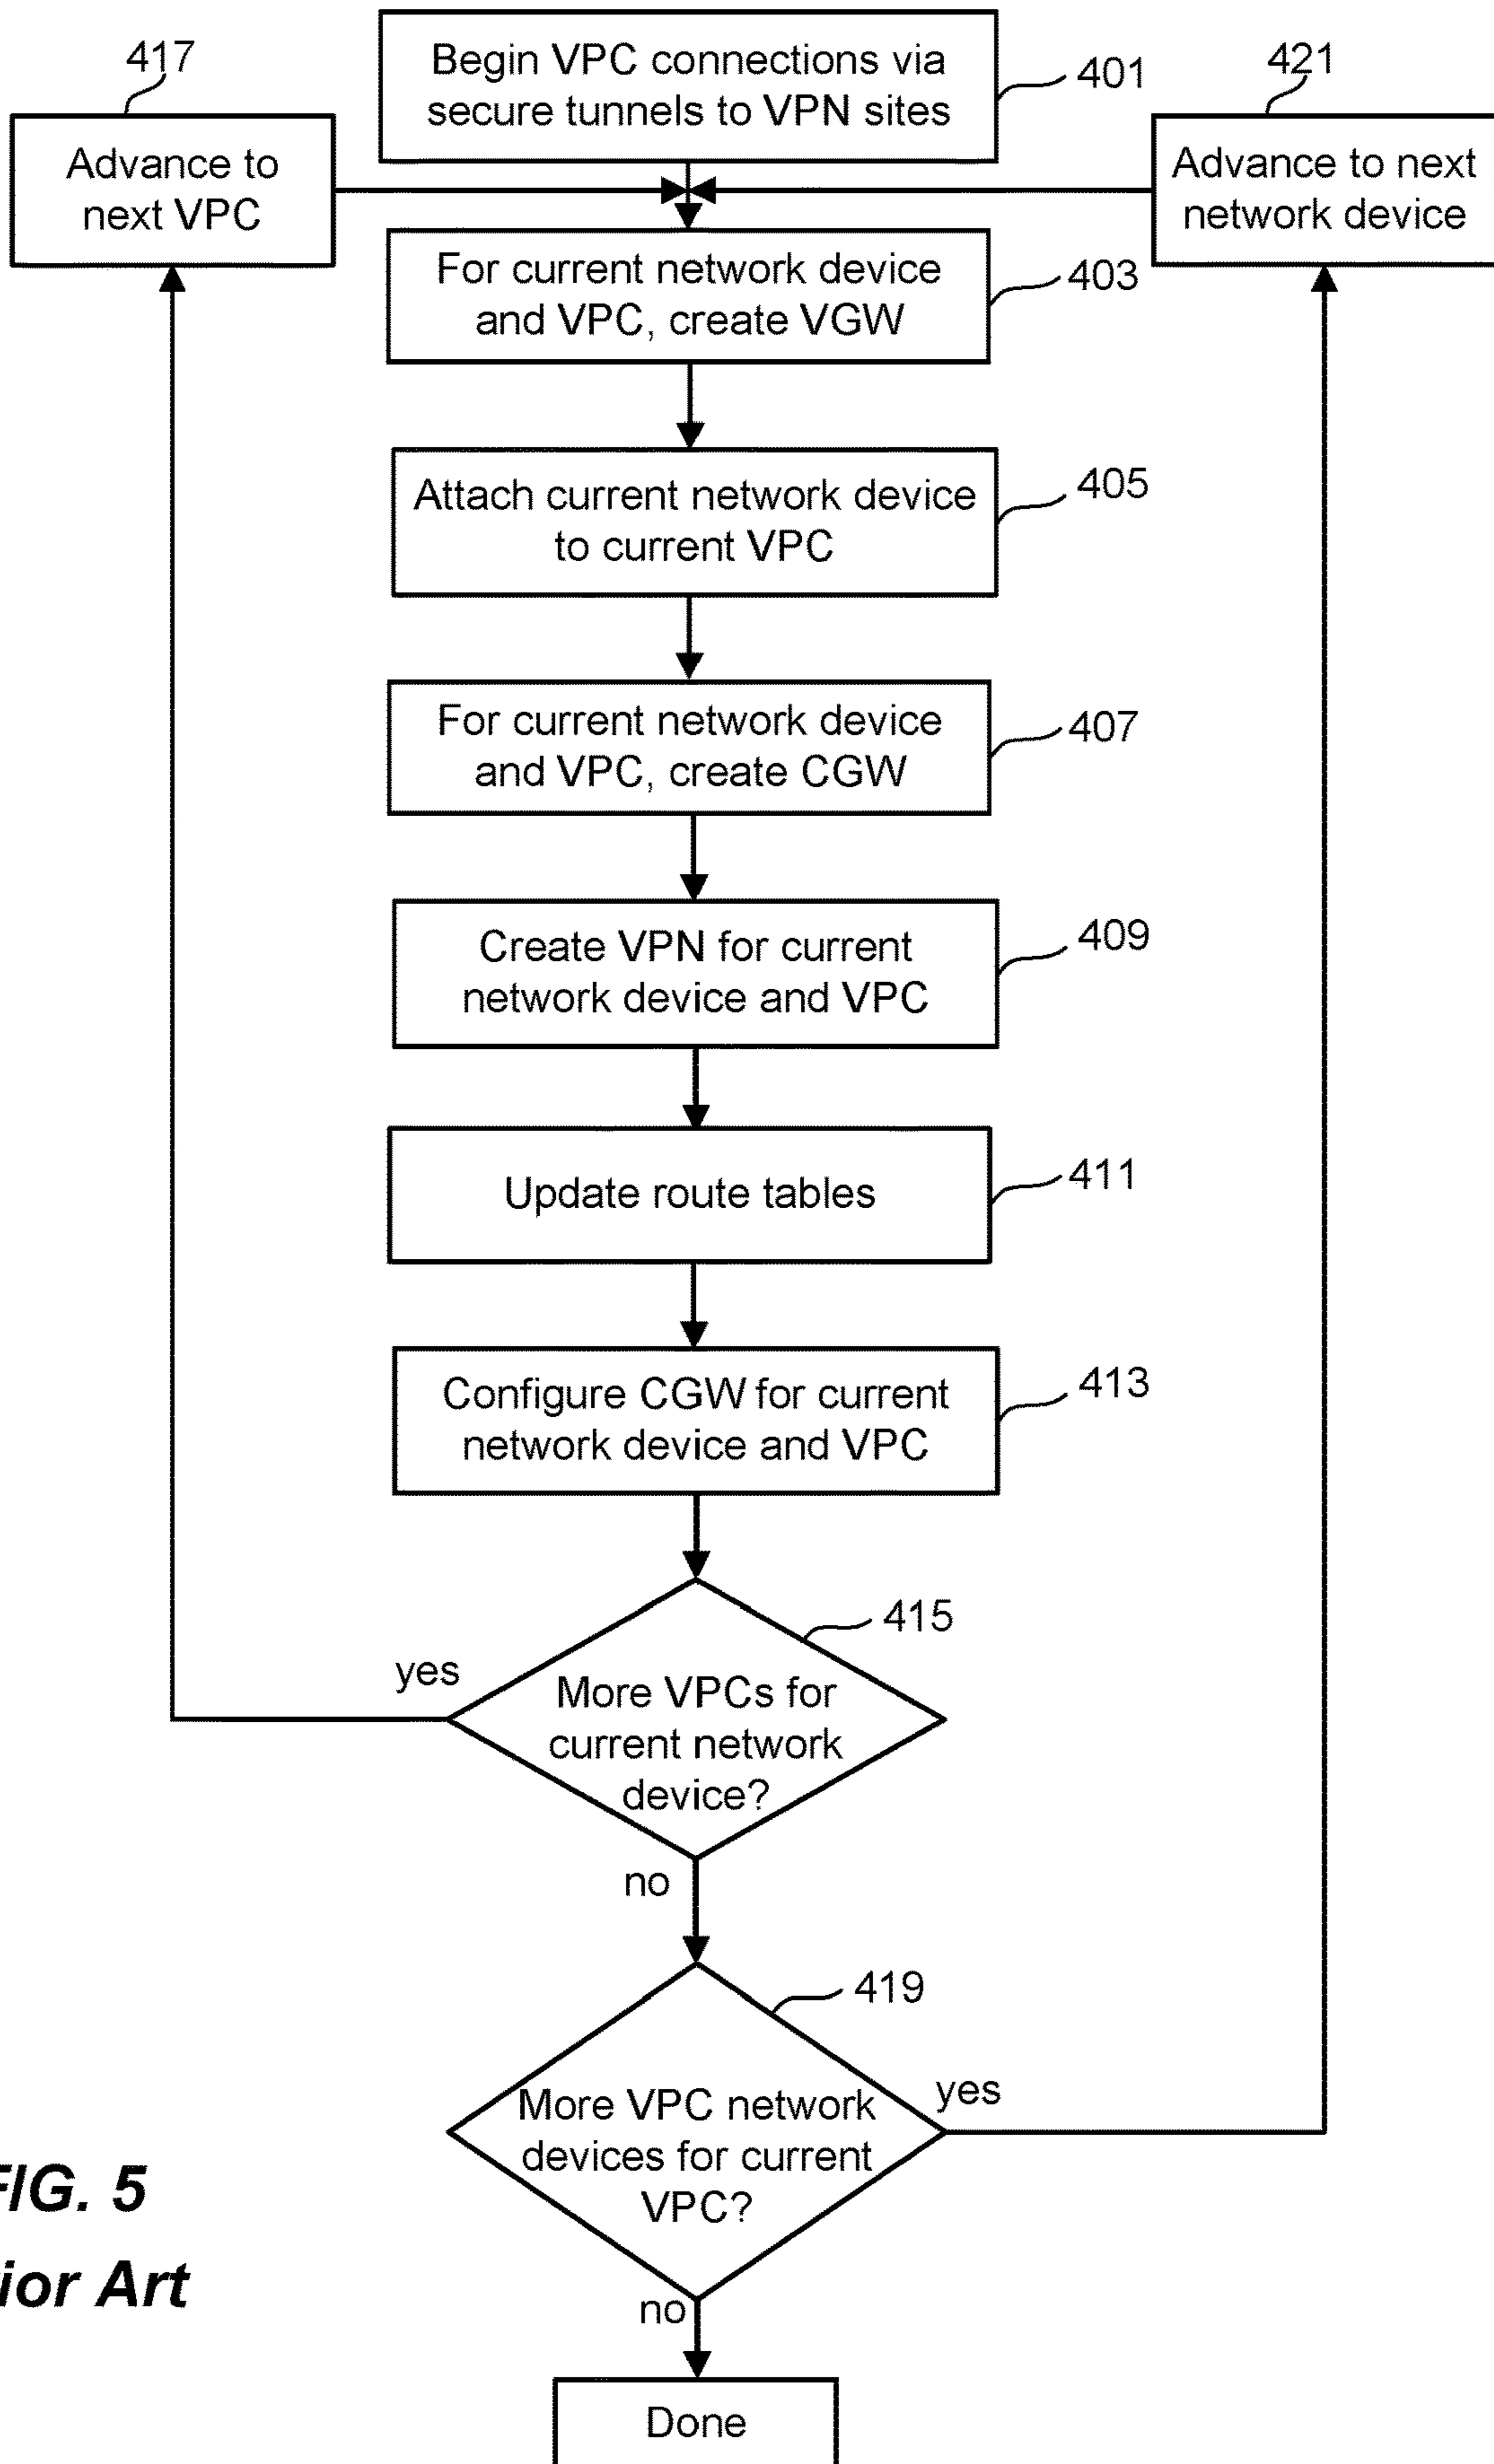 417
Begin VPC connections via
secure tunnels to VPN sites
401
421
Advance to
next VPC
Advance to next
network device
For current network device
and VPC, create VGW
403
Attach current network device
to current VPC
405
For current network device
and VPC, create CGW
407
Create VPN for current
network device and VPC
409
Update route tables
411
Configure CGW for current
network device and VPC
413
415
yes
More VPCs for
current network
device?
no
419
More VPC network
devices for current
VPC?
yes
FIG. 5
ior Art
no
Done